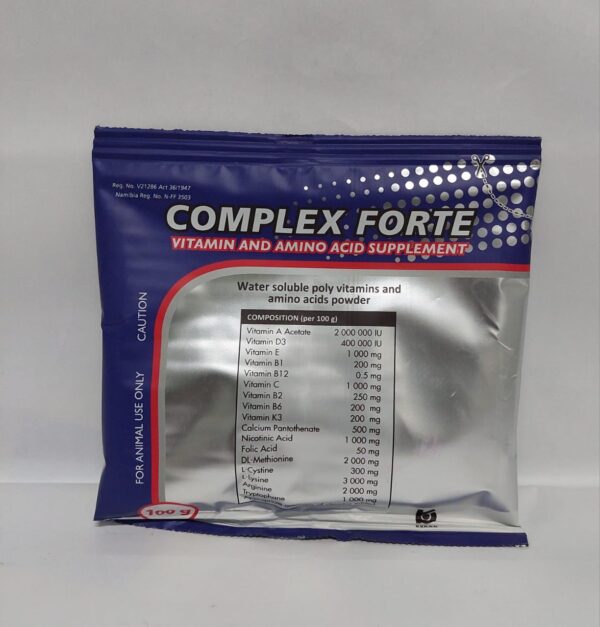 Reg. No. V21286 Act 36/1947
Namibia Reg. No. N-FF 3503
COMPLEX FORTE
VITAMIN AND AMINO ACID SUPPLEMENT
Water soluble poly vitamins and
amino acids powder
COMPOSITION (per 100 g)
Vitamin A Acetate 2 000 000 IU
Vitamin D3 400 000 IU
Vitamin E 1 000 mg
Vitamin B1 200 mg
Vitamin B12 0.5 mg
Vitamin C 1 000 mg
Vitamin B2 250 mg
Vitamin B6 200 mg
Vitamin K3 200 mg
Calcium Pantothenate 500 mg
Nicotinic Acid 1 000 mg
Folic Acid 50 mg
DL-Methionine 2 000 mg
L-Cystine 300 mg
L-lysine 3 000 mg
Arginine 2 000 mg
Tryptophane 1 000 mg
FOR ANIMAL USE ONLY CAUTION
100 g